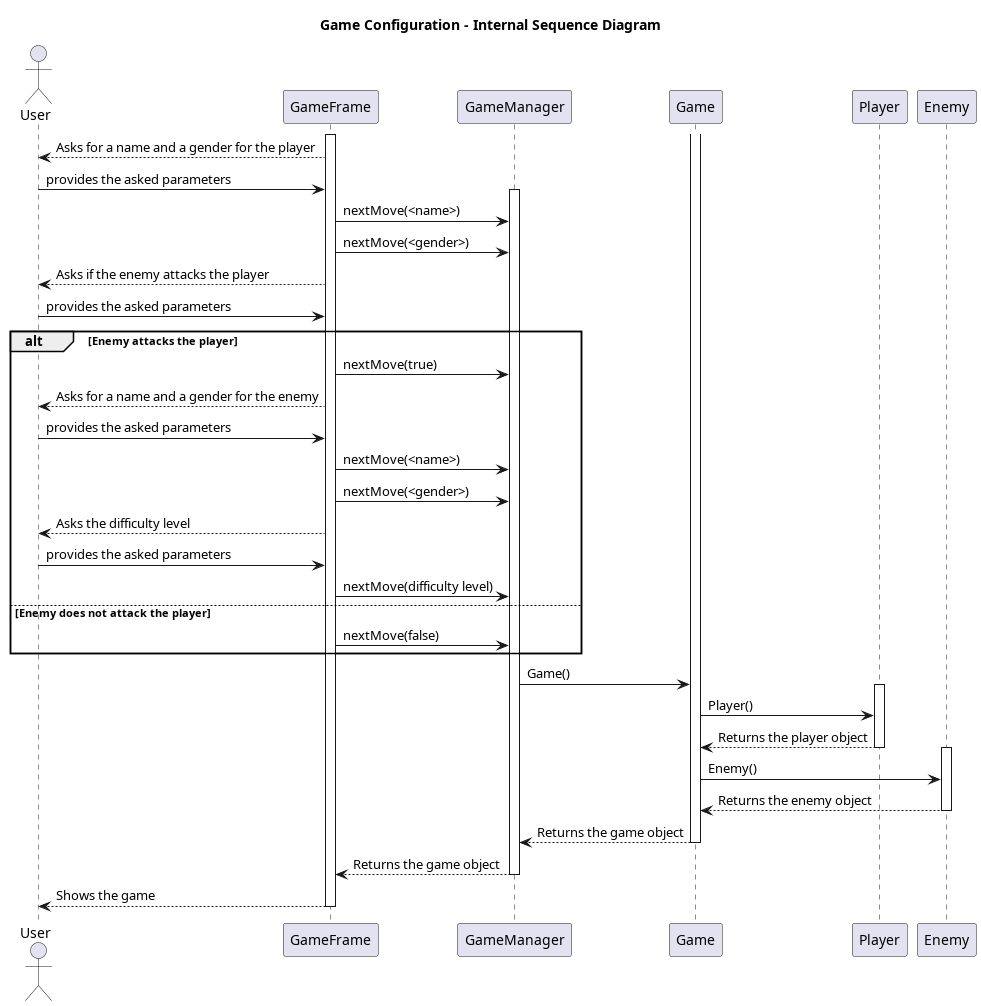 Game Configuration - Internal Sequence Diagram
User
GameFrame
GameManager
Game
Player
Enemy
Asks for a name and a gender for the player
provides the asked parameters
nextMove(<name>)
nextMove(<gender>)
Asks if the enemy attacks the player
provides the asked parameters
alt
[Enemy attacks the player]
nextMove(true)
Asks for a name and a gender for the enemy
provides the asked parameters
nextMove(<name>)
nextMove(<gender>)
Asks the difficulty level
provides the asked parameters
nextMove(difficulty level)
[Enemy does not attack the player]
nextMove(false)
Game()
Player()
Returns the player object
Enemy()
Returns the enemy object
Returns the game object
Returns the game object
Shows the game
User
GameFrame
GameManager
Game
Player
Enemy